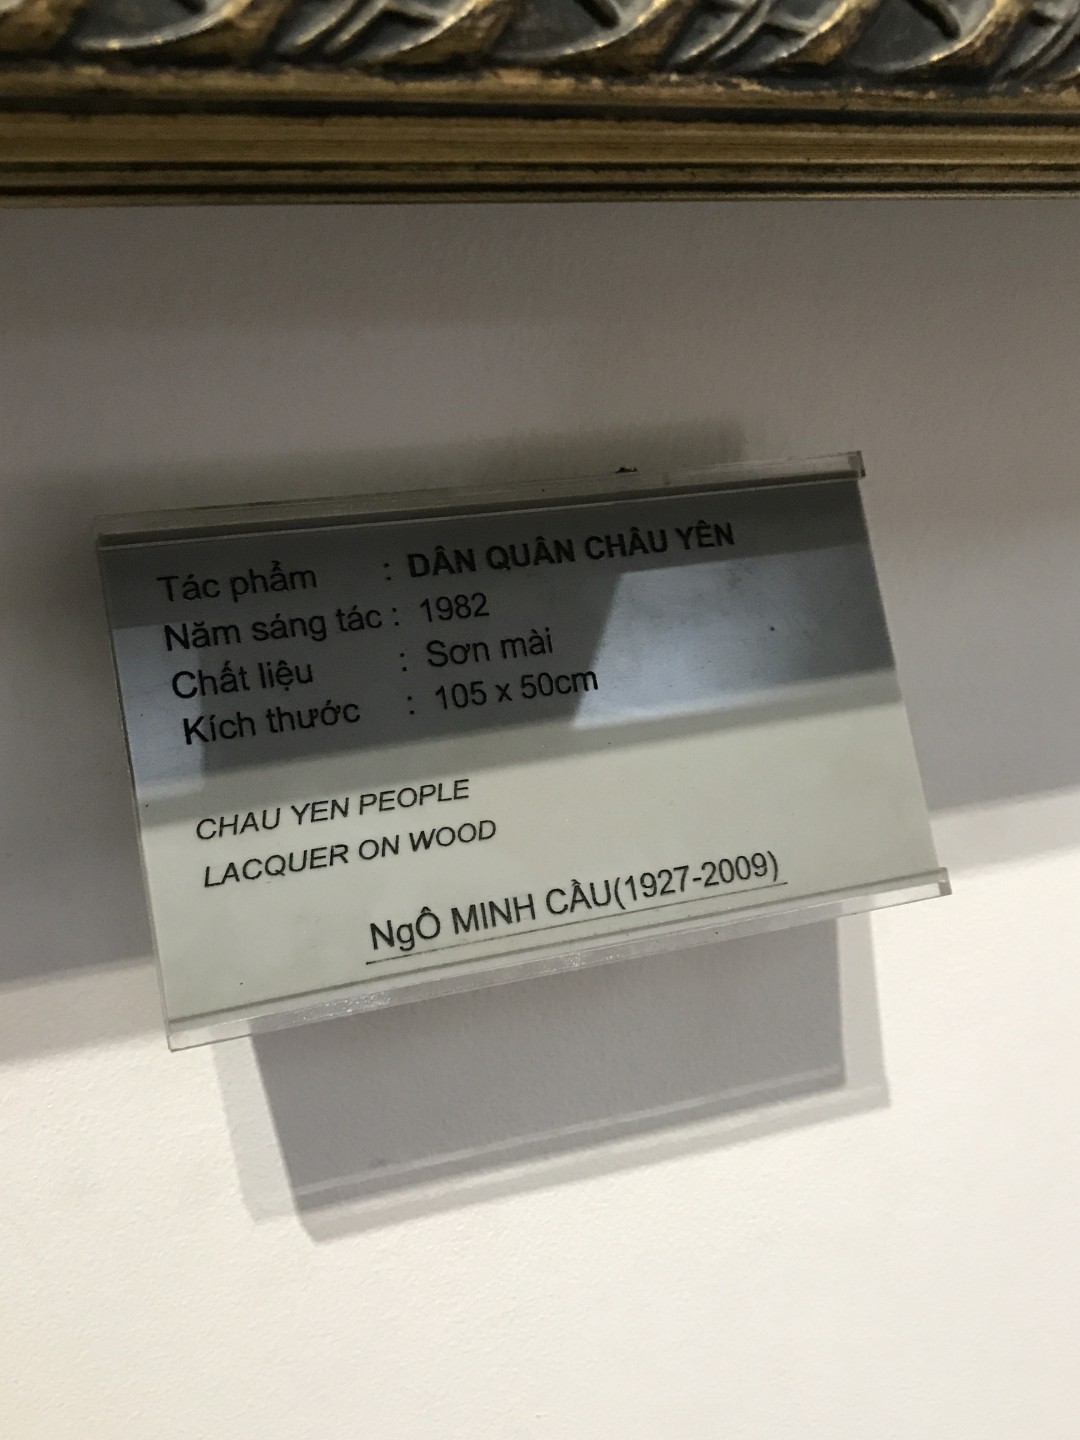 Tác phẩm : DÂN QUÂN CHÂU YÊN
Năm sáng tác : 1982
Chất liệu : Sơn mài
Kích thước : 105 x 50cm
CHAU YEN PEOPLE
LACQUER ON WOOD
NgÔ MINH CẦU(1927-2009)